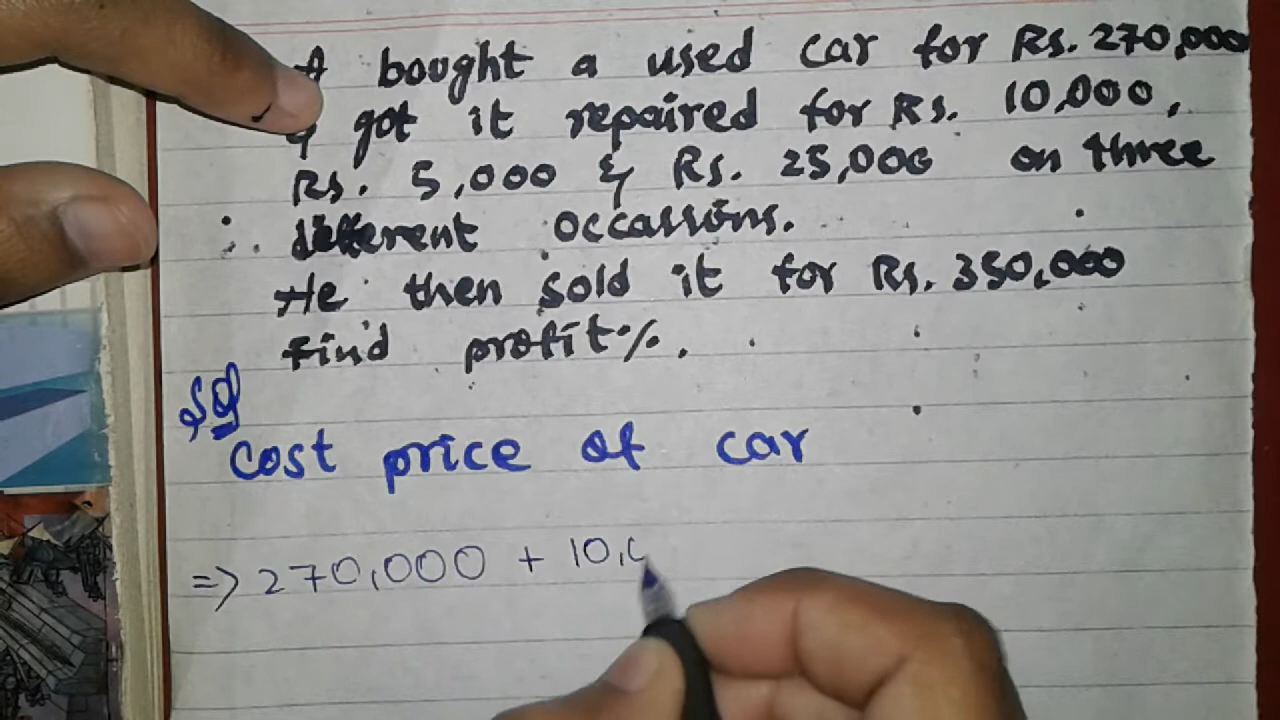 A bought a used car for Rs. 270,000
& got it repaired for Rs. 10,000,
Rs. 5,000 & Rs. 25,000 on three
different occassions.
He then sold it for Rs. 350,000
Find profit%.
Sol
Cost price of car
=> 270,000 + 10,0